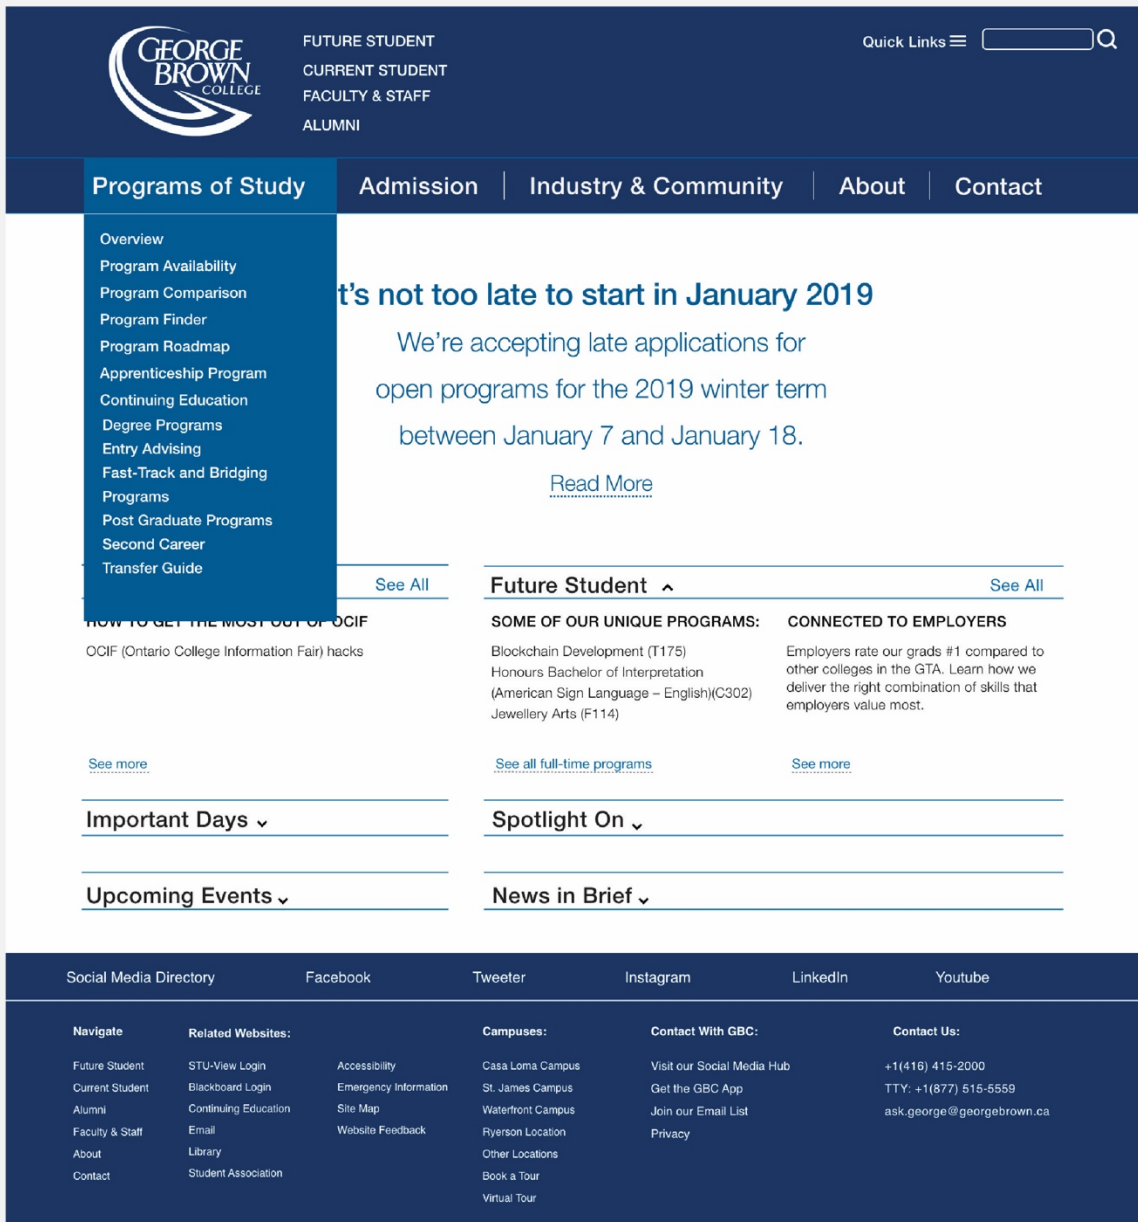 GEORGE
BROWN
COLLEGE
FUTURE STUDENT
CURRENT STUDENT
FACULTY & STAFF
ALUMNI
Quick Links
Programs of Study
Admission
Industry & Community
About
Contact
Overview
Program Availability
Program Comparison
Program Finder
Program Roadmap
Apprenticeship Program
Continuing Education
Degree Programs
Entry Advising
Fast-Track and Bridging
Programs
Post Graduate Programs
Second Career
Transfer Guide
t's not too late to start in January 2019
We're accepting late applications for
open programs for the 2019 winter term
between January 7 and January 18.
Read More
See All
HOW TO GET THE MOST OUT OF OCIF
OCIF (Ontario College Information Fair) hacks
See more
Future Student
See All
SOME OF OUR UNIQUE PROGRAMS:
Blockchain Development (T175)
Honours Bachelor of Interpretation
(American Sign Language – English)(C302)
Jewellery Arts (F114)
See all full-time programs
CONNECTED TO EMPLOYERS
Employers rate our grads #1 compared to
other colleges in the GTA. Learn how we
deliver the right combination of skills that
employers value most.
See more
Important Days
Spotlight On
Upcoming Events
News in Brief
Social Media Directory
Facebook
Tweeter
Instagram
LinkedIn
Youtube
Navigate
Future Student
Current Student
Alumni
Faculty & Staff
About
Contact
Related Websites:
STU-View Login
Blackboard Login
Continuing Education
Email
Library
Student Association
Accessibility
Emergency Information
Site Map
Website Feedback
Campuses:
Casa Loma Campus
St. James Campus
Waterfront Campus
Ryerson Location
Other Locations
Book a Tour
Virtual Tour
Contact With GBC:
Visit our Social Media Hub
Get the GBC App
Join our Email List
Privacy
Contact Us:
+1(416) 415-2000
TTY: +1(877) 515-5559
ask.george@georgebrown.ca